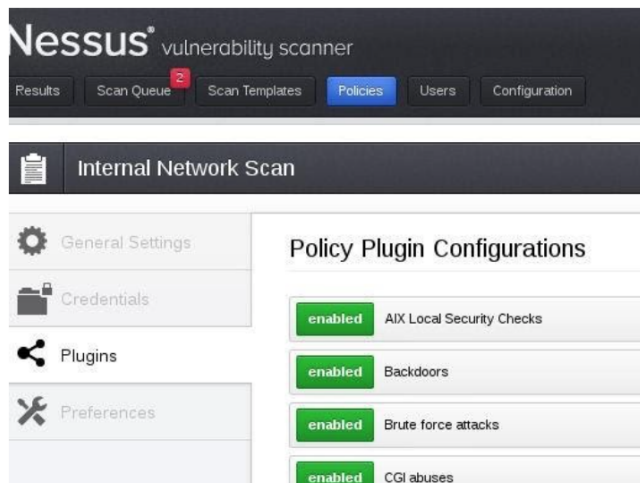 Nessus® vulnerability scanner
Results Scan Queue 2 Scan Templates Policies Users Configuration
Internal Network Scan
General Settings
Policy Plugin Configurations
Credentials
enabled AIX Local Security Checks
Plugins
enabled Backdoors
Preferences
enabled Brute force attacks
enabled CGI abuses